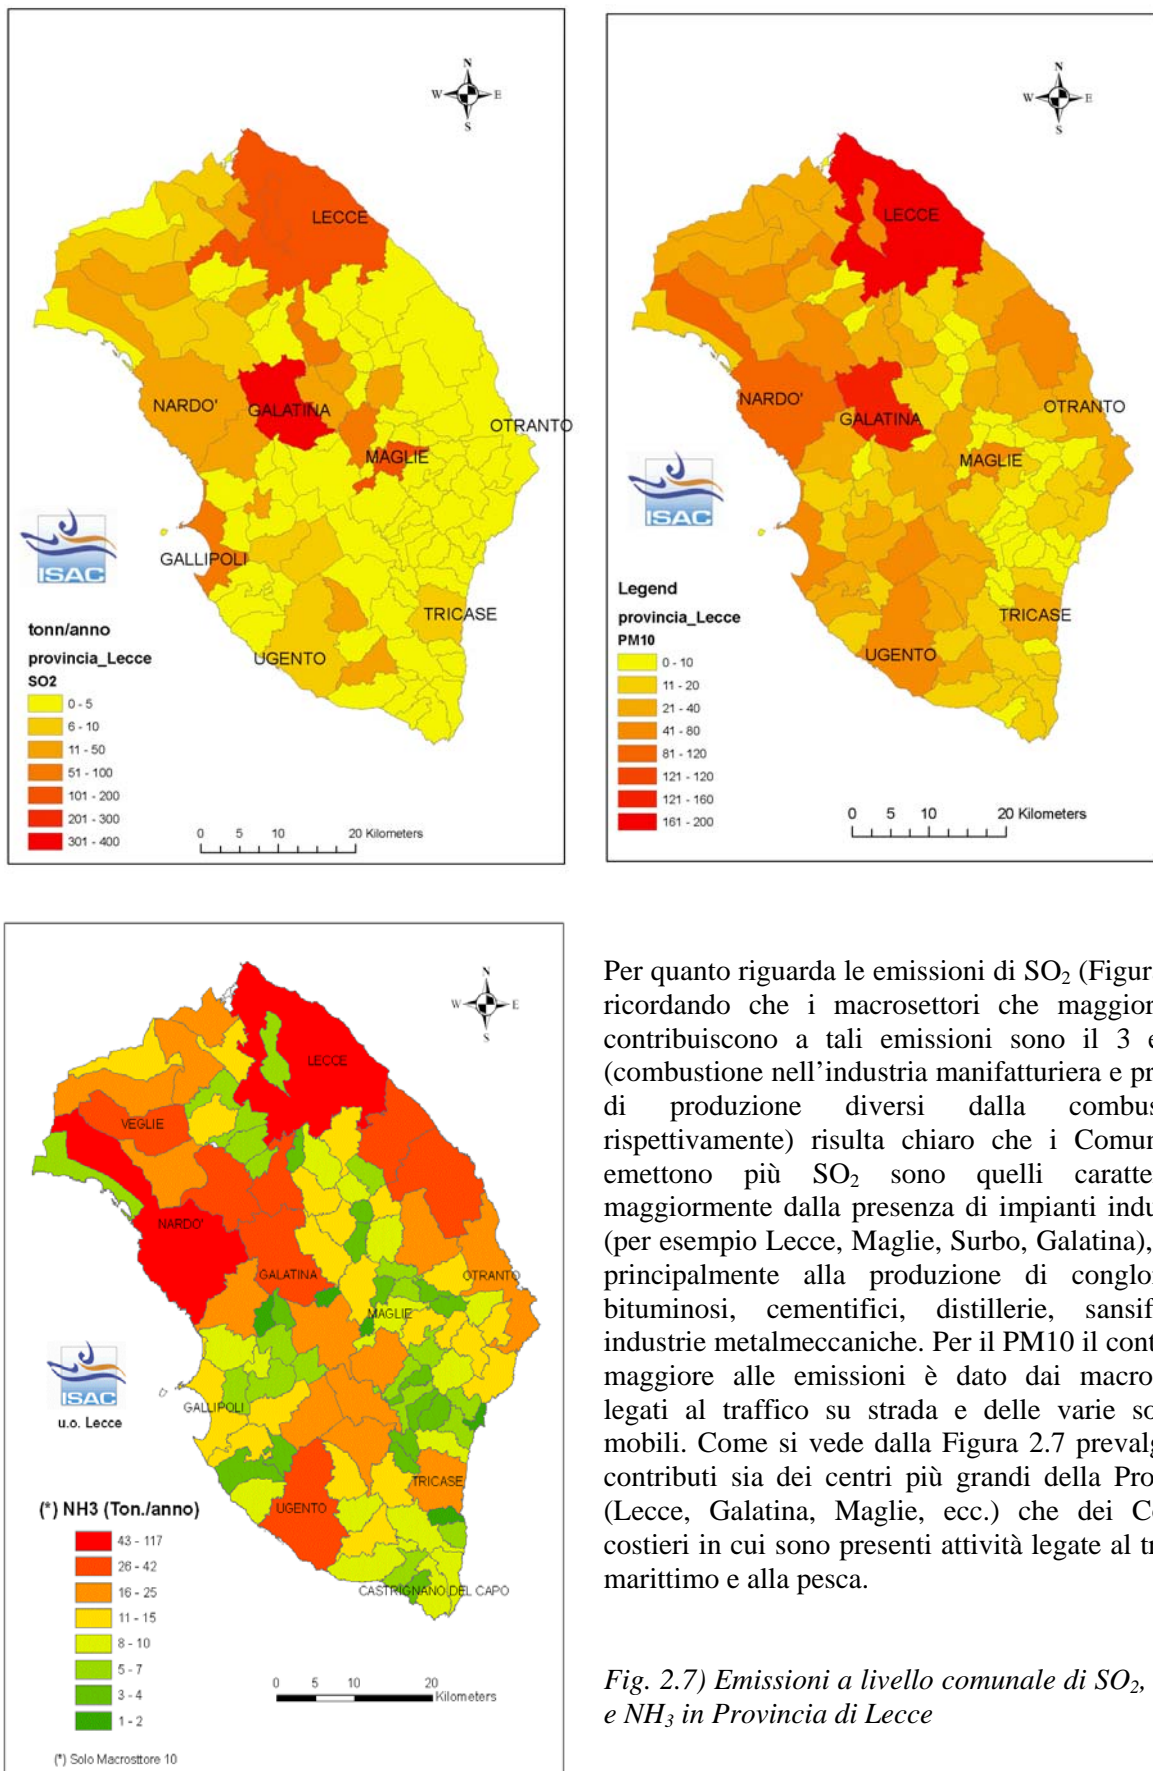 N
W E
S
LECCE
NARDO'
GALATINA
OTRANTO
MAGLIE
GALLIPOLI
TRICASE
UGENTO
ISAC
tonn/anno
provincia_Lecce
SO2
0 - 5
6 - 10
11 - 50
51 - 100
101 - 200
201 - 300
301 - 400
0 5 10 20 Kilometers
N
W E
S
LECCE
NARDO'
GALATINA
OTRANTO
MAGLIE
TRICASE
UGENTO
ISAC
Legend
provincia_Lecce
PM10
0 - 10
11 - 20
21 - 40
41 - 80
81 - 120
121 - 120
121 - 160
161 - 200
0 5 10 20 Kilometers
N
W E
S
LECCE
VEGLIE
NARDO'
GALATINA
OTRANTO
MAGLIE
GALLIPOLI
TRICASE
UGENTO
CASTRIGNANO DEL CAPO
ISAC
u.o. Lecce
(*) NH3 (Ton./anno)
43 - 117
26 - 42
16 - 25
11 - 15
8 - 10
5 - 7
3 - 4
1 - 2
0 5 10 20
Kilometers
(*) Solo Macrosttore 10
Per quanto riguarda le emissioni di SO₂ (Figura
ricordando che i macrosettori che maggior
contribuiscono a tali emissioni sono il 3 e
(combustione nell'industria manifatturiera e pr
di produzione diversi dalla combus
rispettivamente) risulta chiaro che i Comun
emettono più SO₂ sono quelli caratte
maggiormente dalla presenza di impianti indu
(per esempio Lecce, Maglie, Surbo, Galatina),
principalmente alla produzione di conglo
bituminosi, cementifici, distillerie, sansif
industrie metalmeccaniche. Per il PM10 il cont
maggiore alle emissioni è dato dai macro
legati al traffico su strada e delle varie so
mobili. Come si vede dalla Figura 2.7 prevalg
contributi sia dei centri più grandi della Pro
(Lecce, Galatina, Maglie, ecc.) che dei C
costieri in cui sono presenti attività legate al tr
marittimo e alla pesca.
Fig. 2.7) Emissioni a livello comunale di SO₂,
e NH₃ in Provincia di Lecce